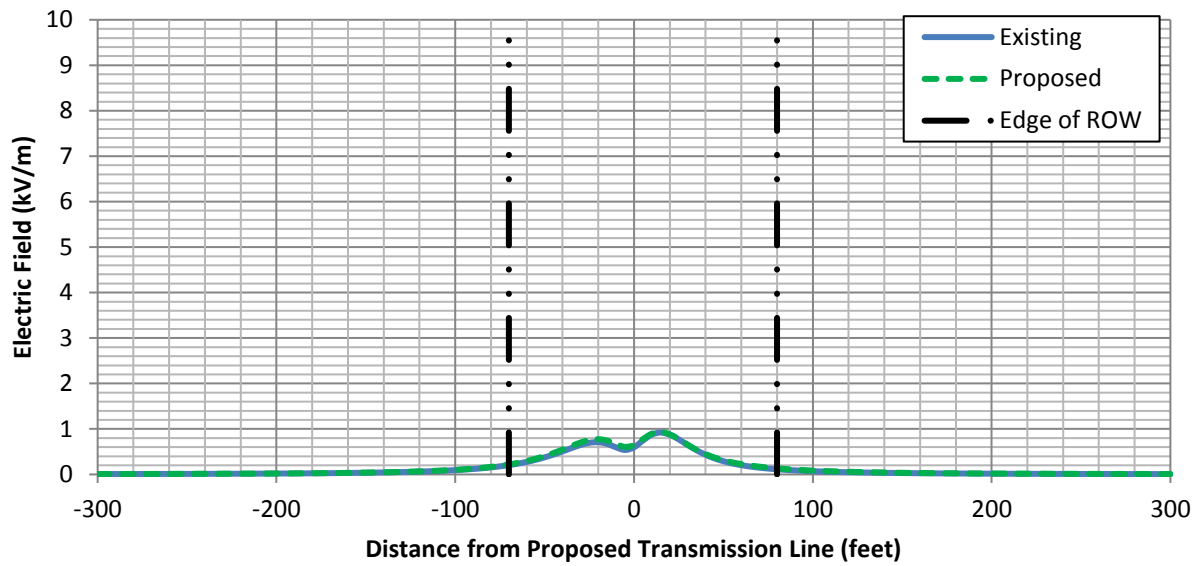 10
9
8
7
6
5
4
3
2
1
0
Electric Field (kV/m)
Existing
Proposed
Edge of ROW
-300 -200 -100 0 100 200 300
Distance from Proposed Transmission Line (feet)